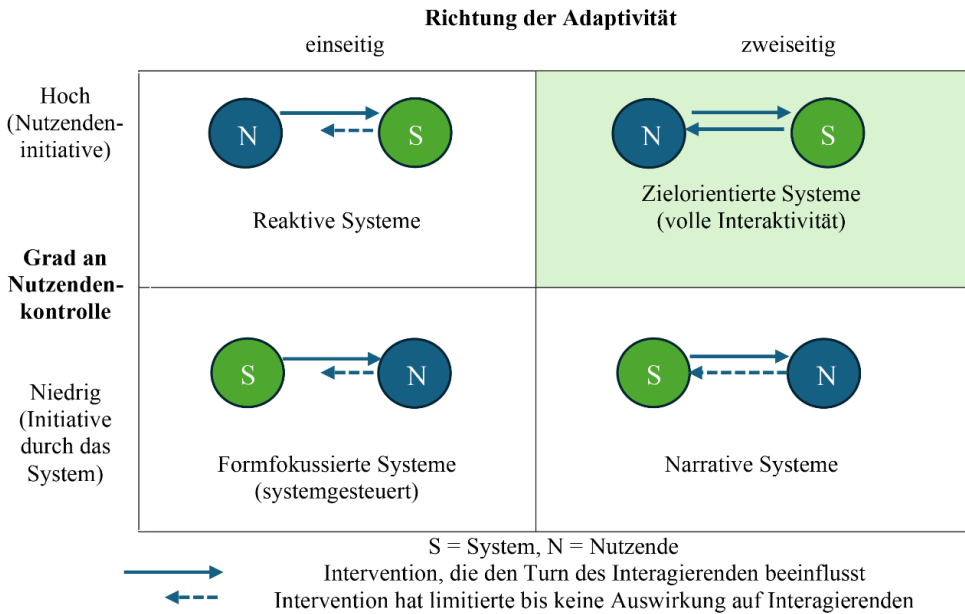 Richtung der Adaptivität
einseitig
zweiseitig
Hoch
(Nutzenden-
initiative)
N
S
Reaktive Systeme
N
S
Zielorientierte Systeme
(volle Interaktivität)
Grad an
Nutzenden-
kontrolle
Niedrig
(Initiative
durch das
System)
S
N
Formfokussierte Systeme
(systemgesteuert)
S
N
Narrative Systeme
S = System, N = Nutzende
Intervention, die den Turn des Interagierenden beeinflusst
Intervention hat limitierte bis keine Auswirkung auf Interagierenden